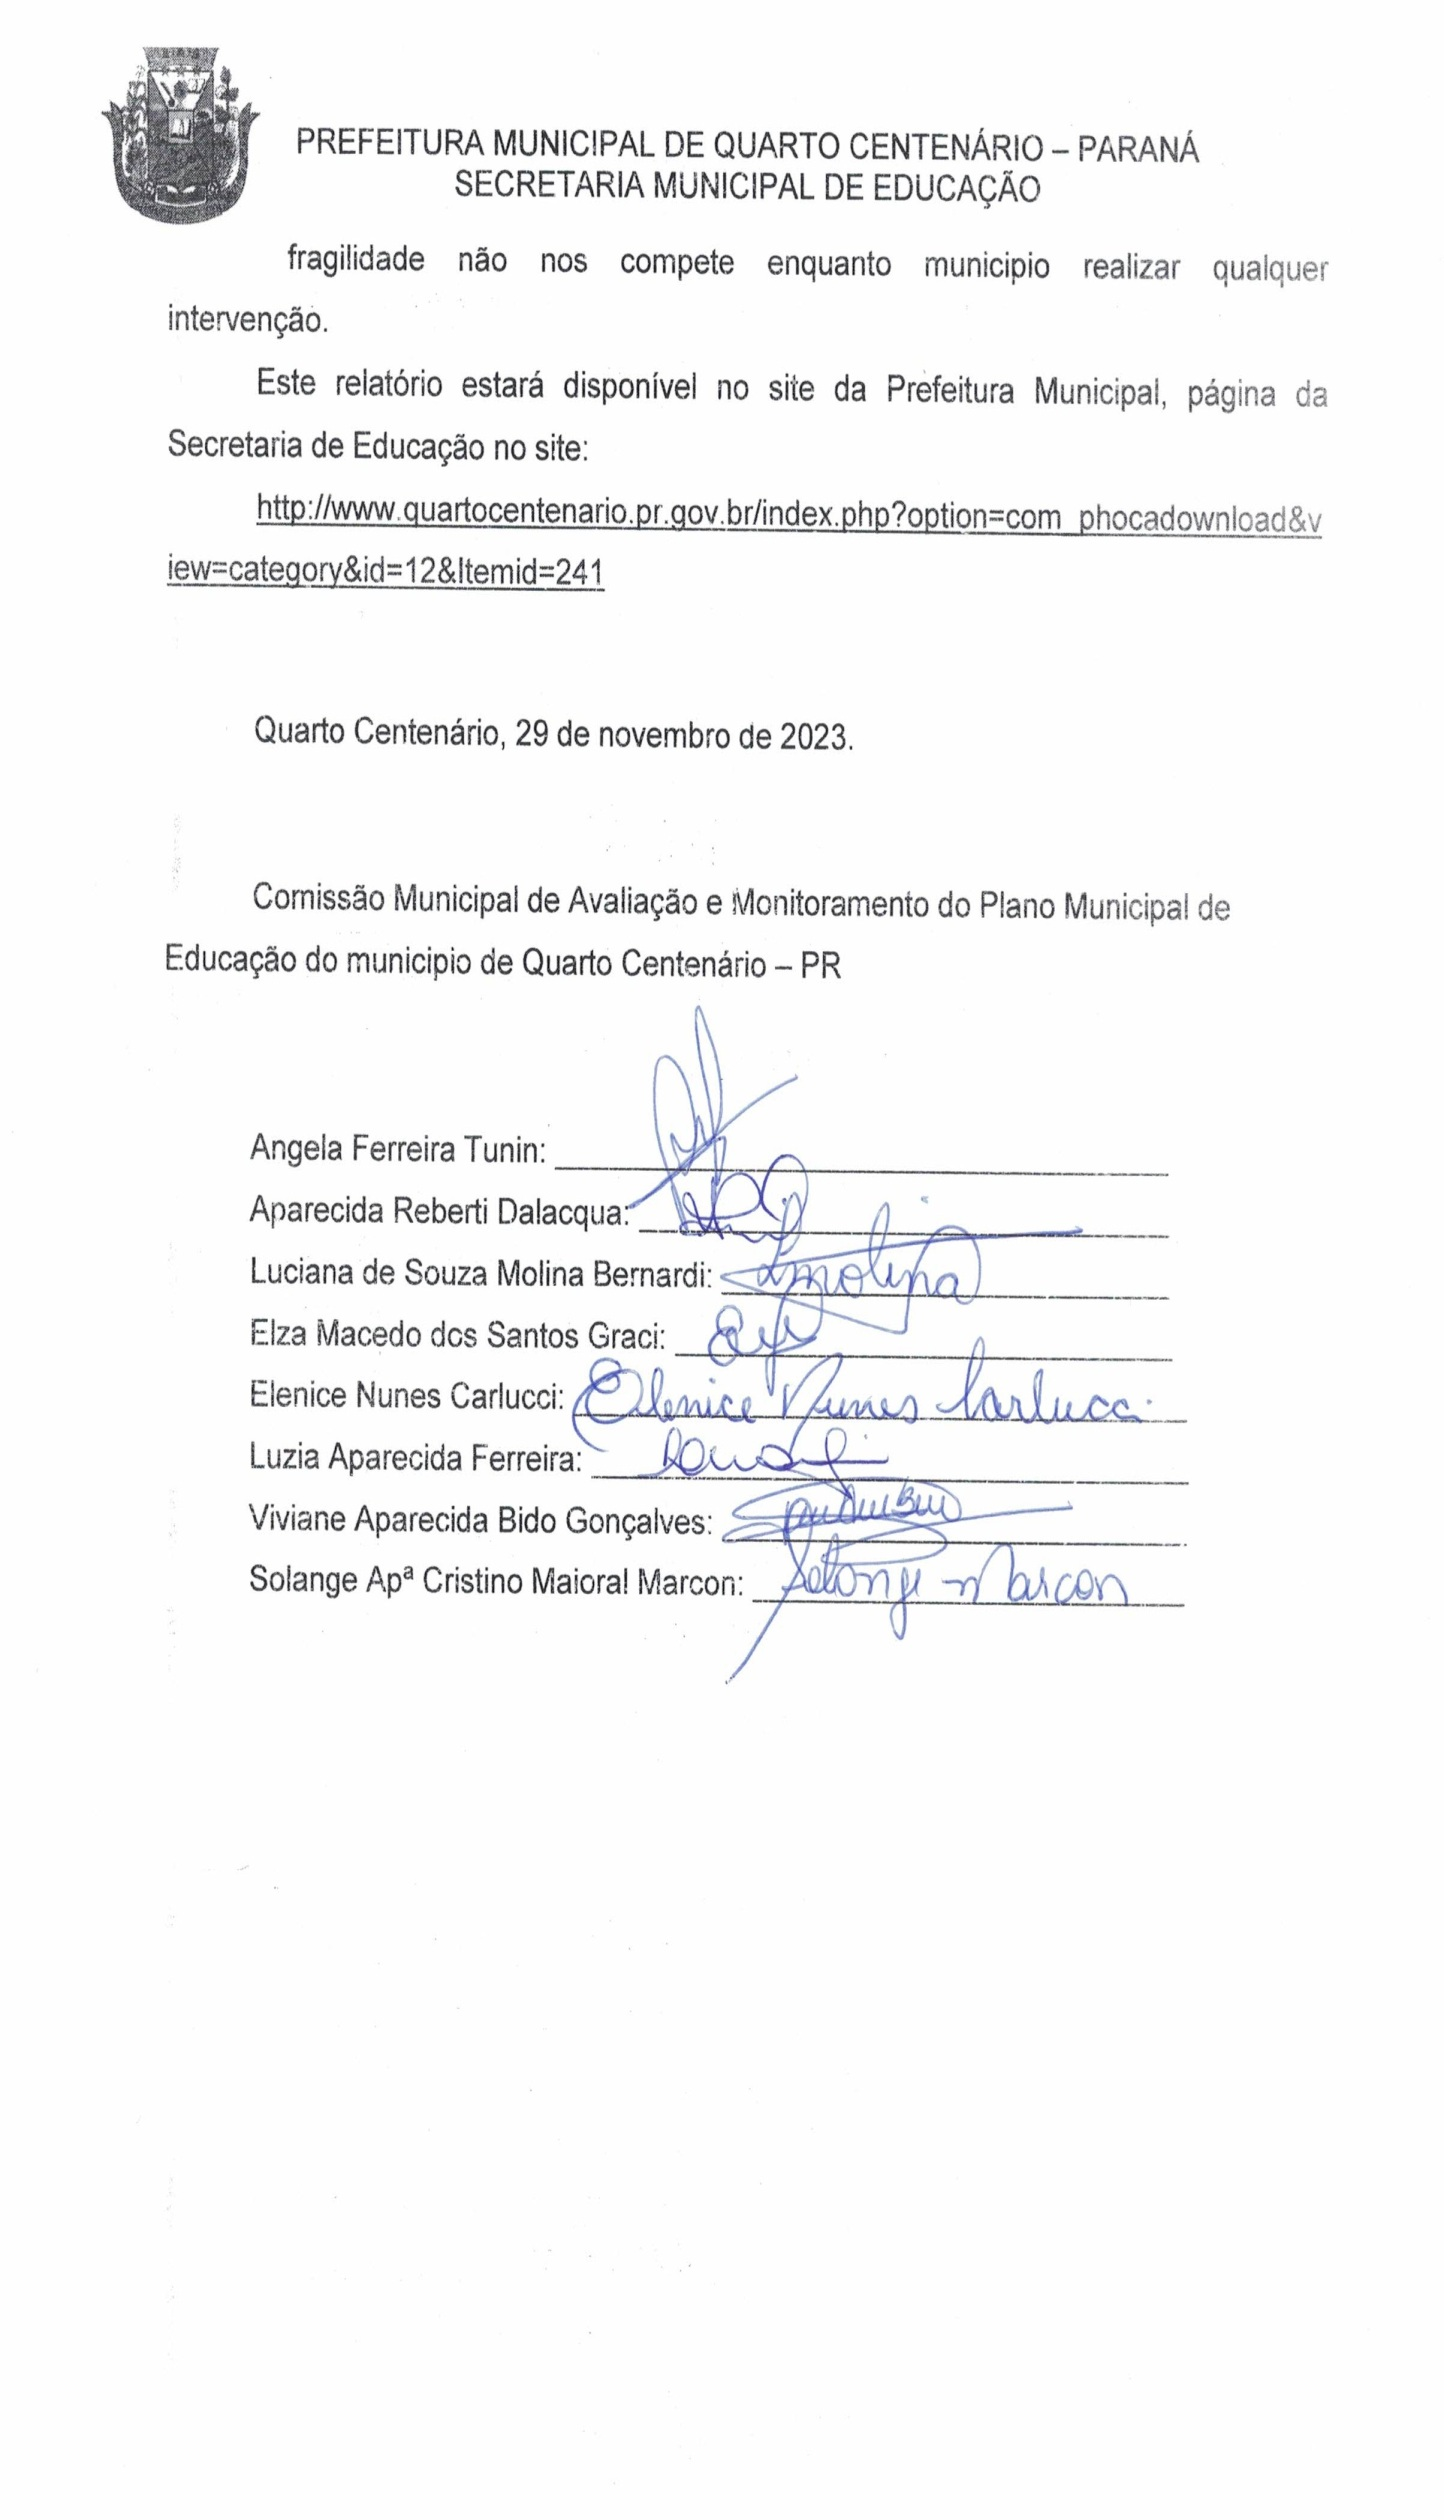 PREFEITURA MUNICIPAL DE QUARTO CENTENÁRIO – PARANÁ
SECRETARIA MUNICIPAL DE EDUCAÇÃO
fragilidade não nos compete enquanto municipio realizar qualquer
intervenção.
Este relatório estará disponível no site da Prefeitura Municipal, página da
Secretaria de Educação no site:
http://www.quartocentenario.pr.gov.br/index.php?option=com_phocadownload&v
iew=category&id=12&Itemid=241
Quarto Centenário, 29 de novembro de 2023.
Comissão Municipal de Avaliação e Monitoramento do Plano Municipal de
Educação do municipio de Quarto Centenário – PR
Angela Ferreira Tunin:
Aparecida Reberti Dalacqua:
Luciana de Souza Molina Bernardi: Lmolina
Elza Macedo dos Santos Graci:
Elenice Nunes Carlucci: Elenice Nunes Carlucci
Luzia Aparecida Ferreira:
Viviane Aparecida Bido Gonçalves:
Solange Apª Cristino Maioral Marcon: Solange Marcon